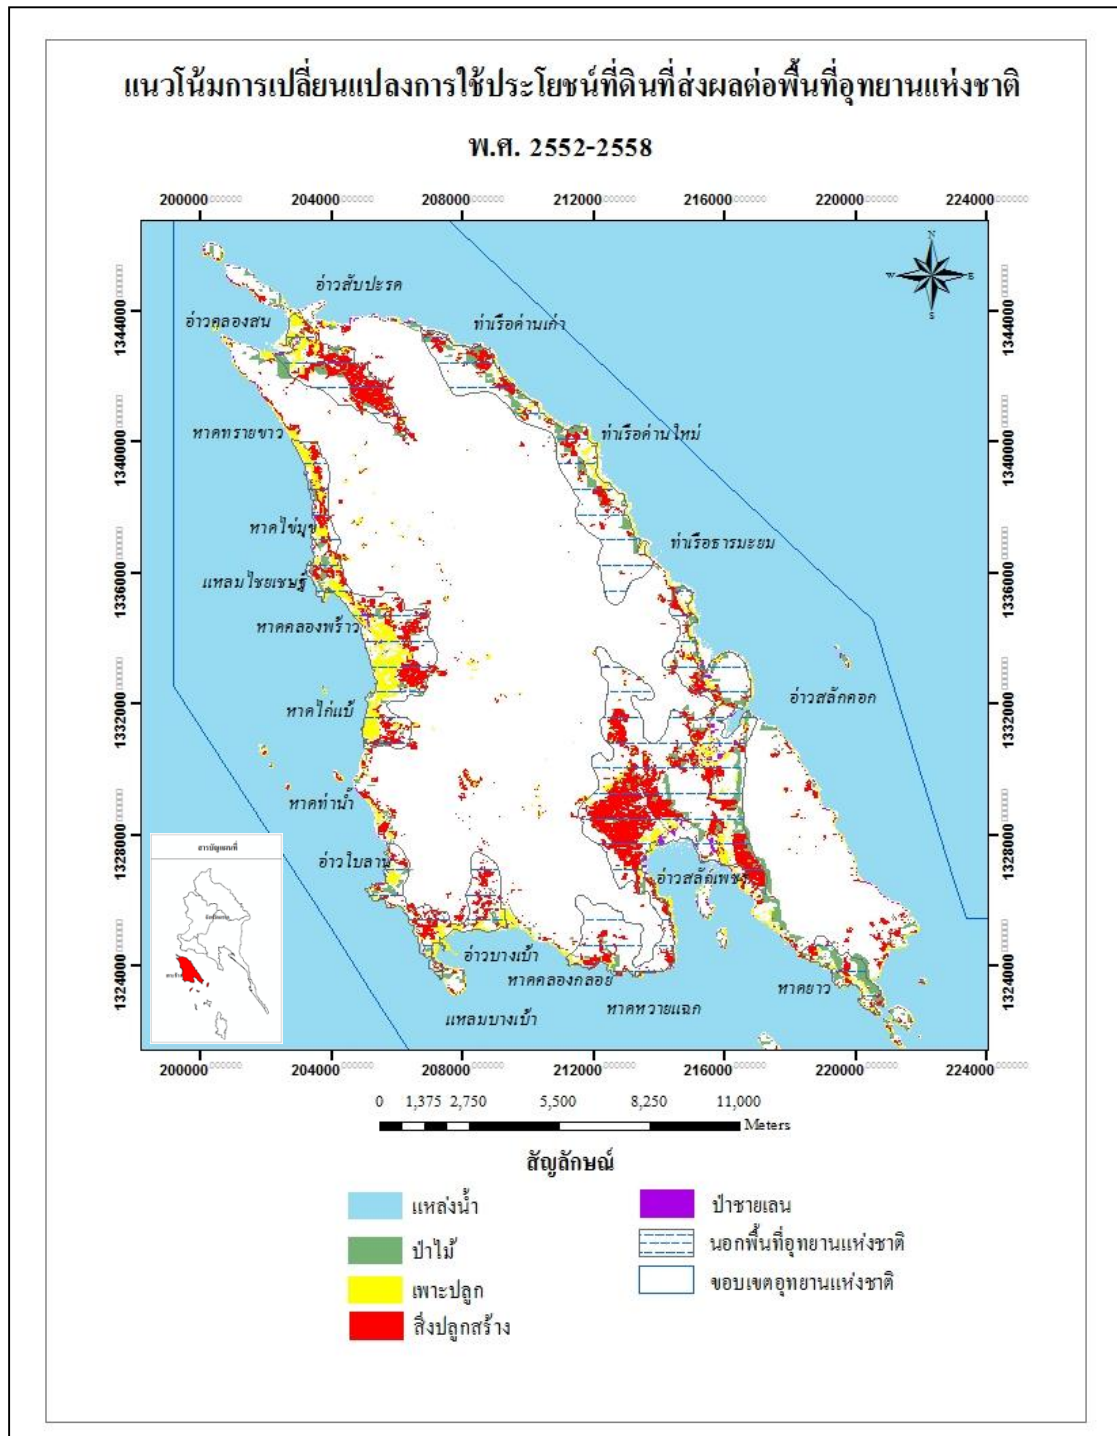 แนวโน้มการเปลี่ยนแปลงการใช้ประโยชน์ที่ดินที่ส่งผลต่อพื้นที่อุทยานแห่งชาติ
พ.ศ. 2552-2558
200000 204000 208000 212000 216000 220000 224000
N
W E
S
1344000 1344000
1340000 1340000
1336000 1336000
1332000 1332000
1328000 1328000
1324000 1324000
อ่าวสับปะรด
อ่าวคลองสน
ท่าเรือด่านเก่า
หาดทรายขาว
ท่าเรือด่านใหม่
หาดไข่มุข
ท่าเรือธารมะยม
แหลมไชยเชษฐ์
หาดคลองพร้าว
อ่าวสลักคอก
หาดไก่แบ้
หาดท่าน้ำ
อ่าวใบลาน
อ่าวสลักเพชร
อ่าวบางเบ้า
หาดคลองกลอย
หาดยาว
หาดหวายแฉก
แหลมบางเบ้า
สารบัญแผนที่
200000 204000 208000 212000 216000 220000 224000
0 1,375 2,750 5,500 8,250 11,000
Meters
สัญลักษณ์
แหล่งน้ำ
ป่าไม้
เพาะปลูก
สิ่งปลูกสร้าง
ป่าชายเลน
นอกพื้นที่อุทยานแห่งชาติ
ขอบเขตอุทยานแห่งชาติ